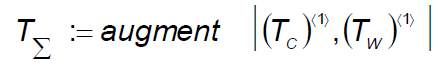 T_Σ := augment |(T_C)^⟨1⟩, (T_W)^⟨1⟩|